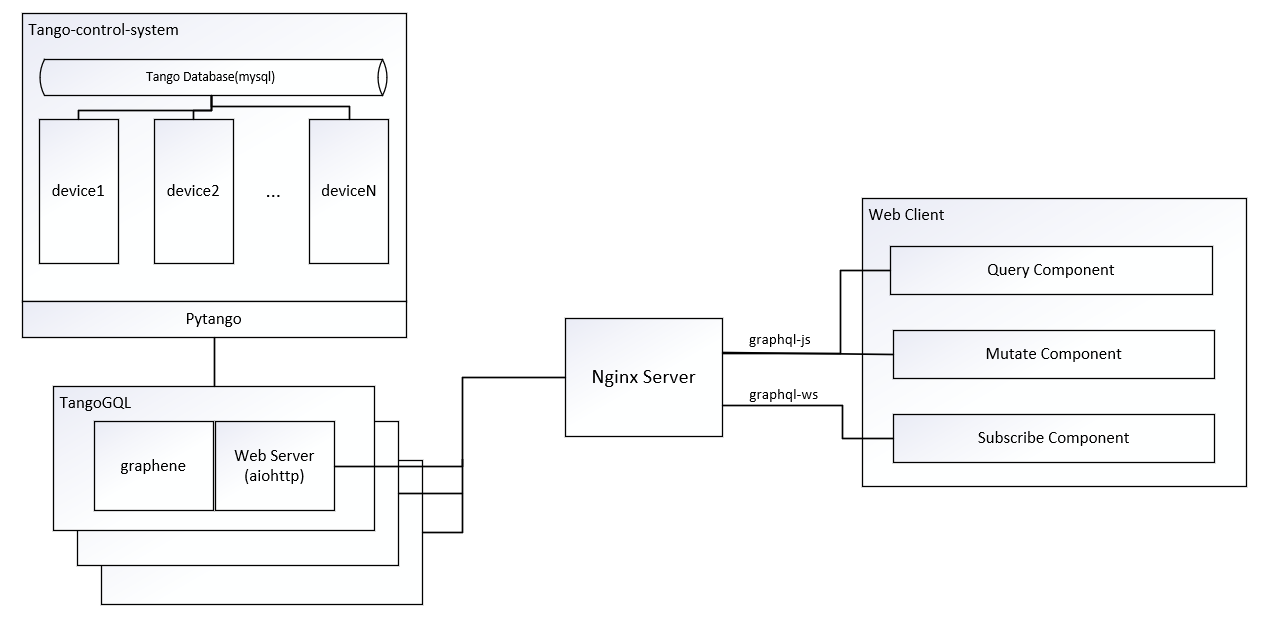 Tango-control-system
Tango Database(mysql)
device1
device2
...
deviceN
Pytango
TangoGQL
graphene
Web Server
(aiohttp)
Nginx Server
graphql-js
graphql-ws
Web Client
Query Component
Mutate Component
Subscribe Component